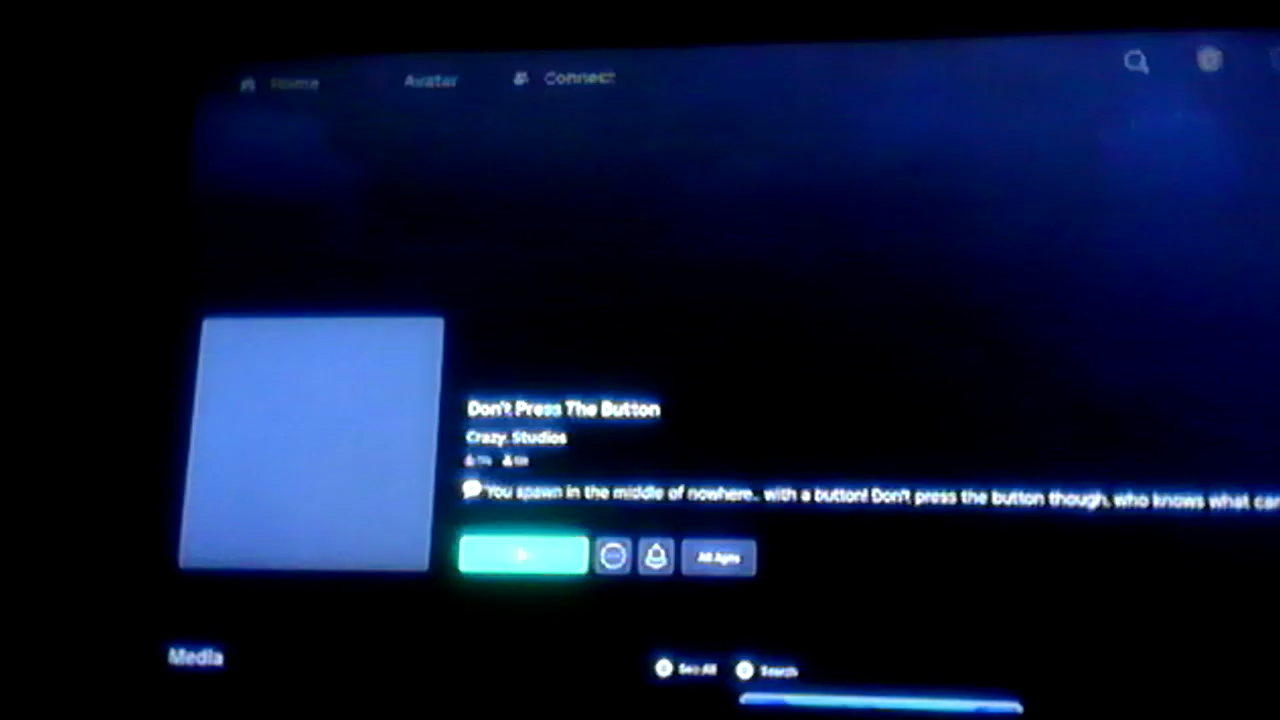 Home Avatar Connect
Don't Press The Button
Crazy Studios
You spawn in the middle of nowhere.. with a button! Don't press the button though, who knows what can
All Ages
Media
See All Search